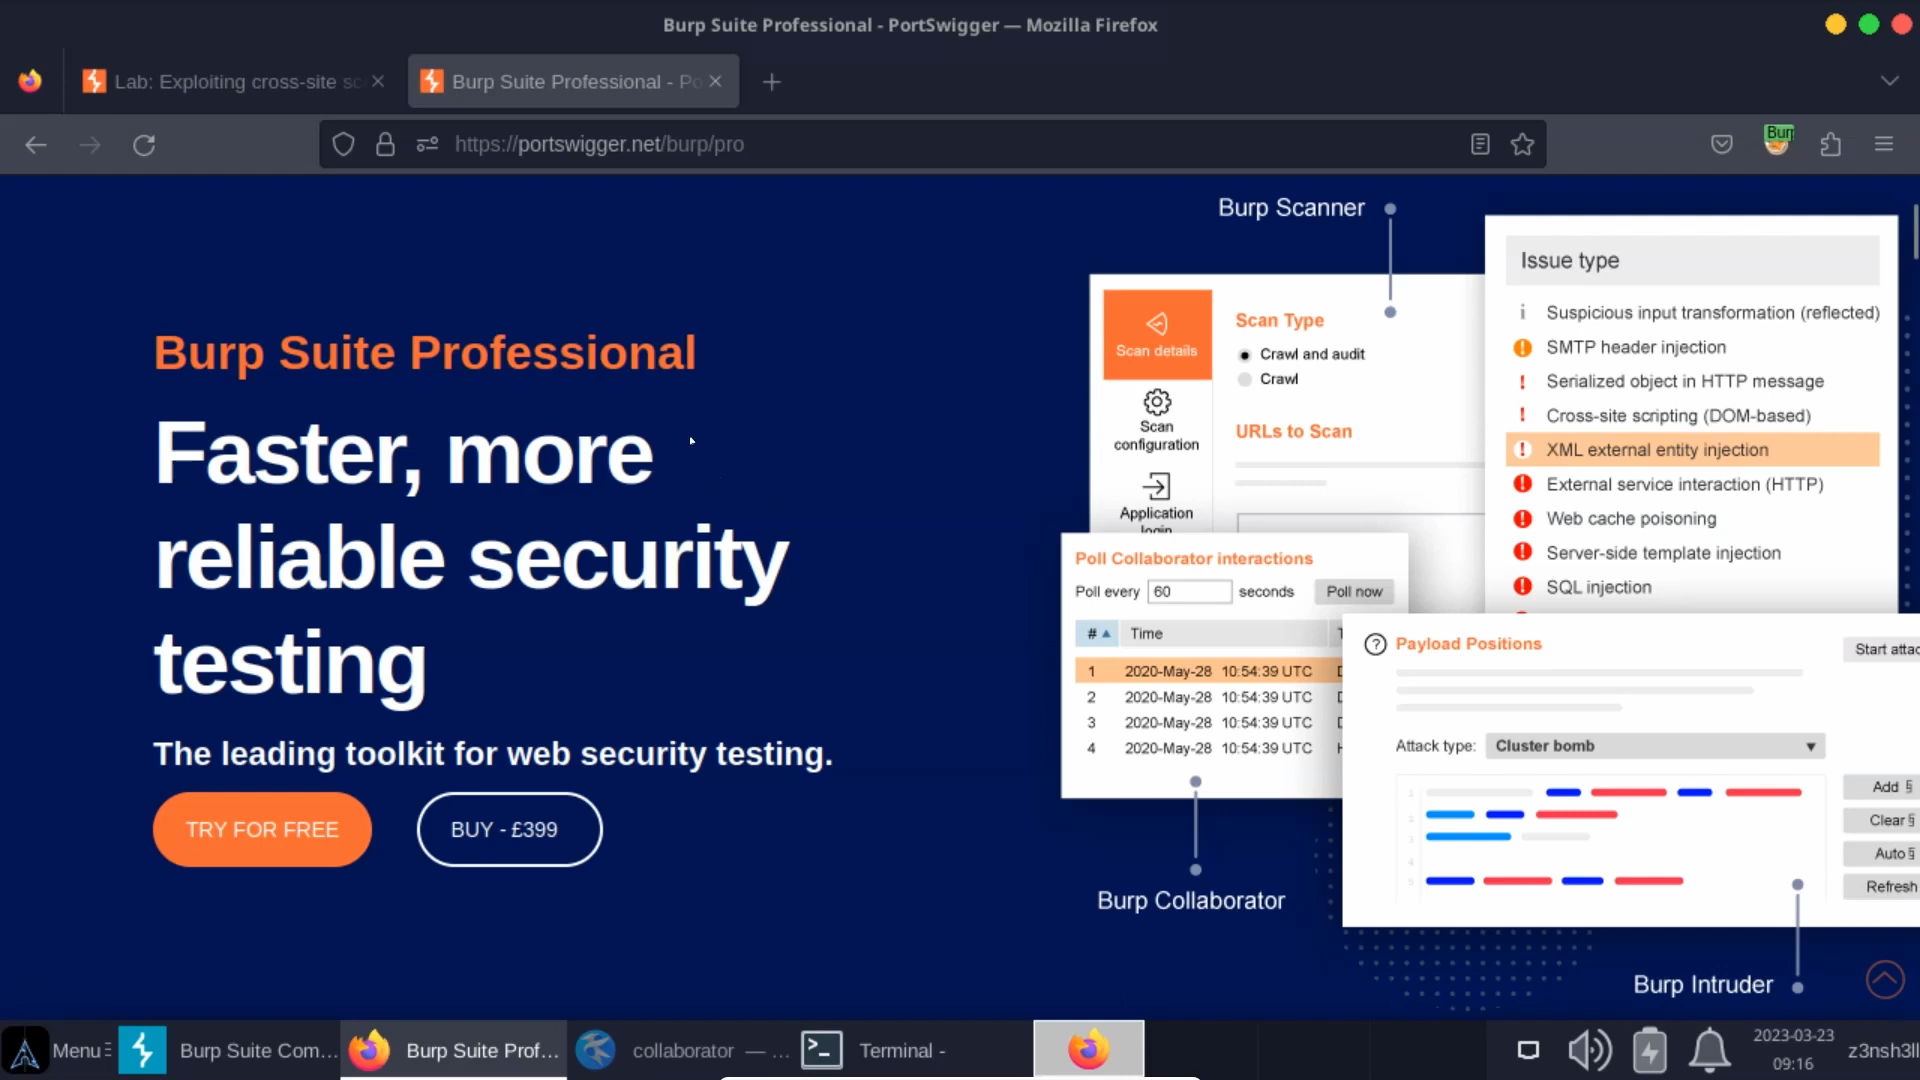 Burp Suite Professional - PortSwigger — Mozilla Firefox
Lab: Exploiting cross-site sc
Burp Suite Professional - Po
https://portswigger.net/burp/pro
Burp
Burp Scanner
Issue type
Suspicious input transformation (reflected)
SMTP header injection
Serialized object in HTTP message
Cross-site scripting (DOM-based)
XML external entity injection
External service interaction (HTTP)
Web cache poisoning
Server-side template injection
SQL injection
Scan details
Scan configuration
Application login
Scan Type
Crawl and audit
Crawl
URLs to Scan
Burp Suite Professional
Faster, more
reliable security
testing
The leading toolkit for web security testing.
TRY FOR FREE
BUY - £399
Poll Collaborator interactions
Poll every 60 seconds Poll now
# Time
1 2020-May-28 10:54:39 UTC
2 2020-May-28 10:54:39 UTC
3 2020-May-28 10:54:39 UTC
4 2020-May-28 10:54:39 UTC
Burp Collaborator
Payload Positions
Start attac
Attack type: Cluster bomb
Add §
Clear §
Auto §
Refresh
Burp Intruder
Menu
Burp Suite Com...
Burp Suite Prof...
collaborator — ...
Terminal -
2023-03-23
09:16
z3nsh3ll